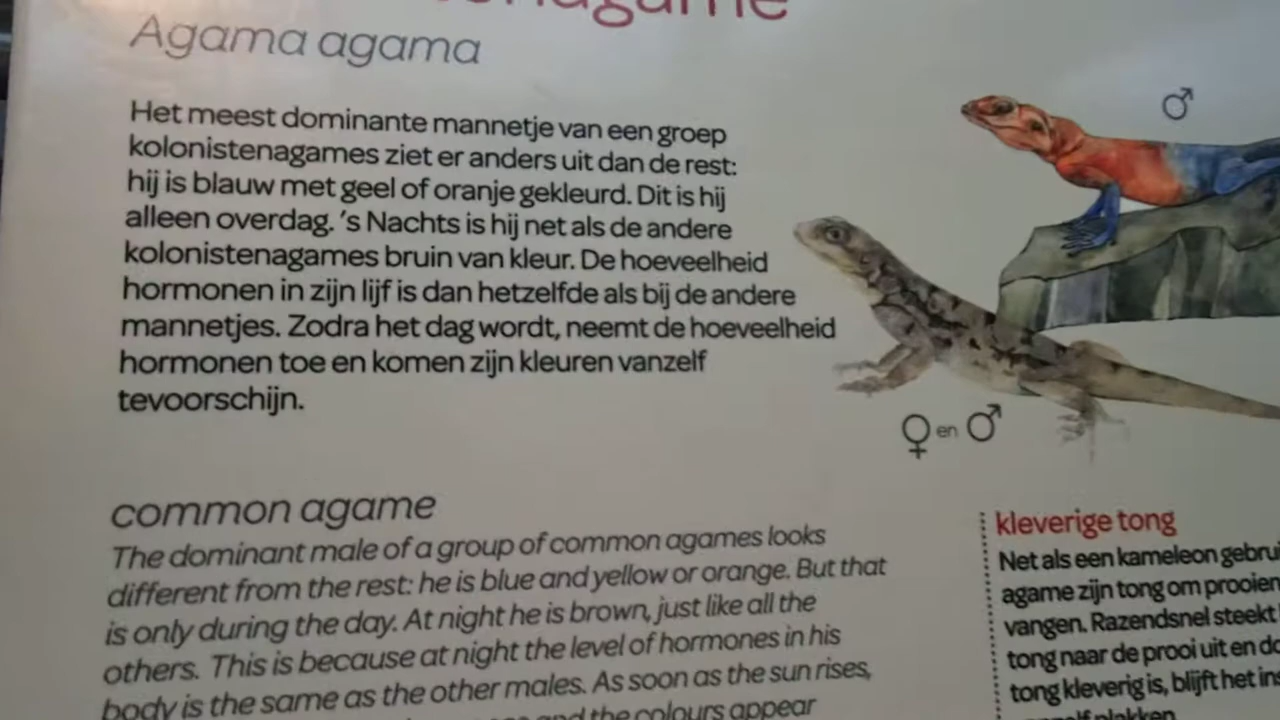 Agama agama
Het meest dominante mannetje van een groep
kolonistenagames ziet er anders uit dan de rest:
hij is blauw met geel of oranje gekleurd. Dit is hij
alleen overdag. 's Nachts is hij net als de andere
kolonistenagames bruin van kleur. De hoeveelheid
hormonen in zijn lijf is dan hetzelfde als bij de andere
mannetjes. Zodra het dag wordt, neemt de hoeveelheid
hormonen toe en komen zijn kleuren vanzelf
tevoorschijn.
♂
♀ en ♂
common agame
The dominant male of a group of common agames looks
different from the rest: he is blue and yellow or orange. But that
is only during the day. At night he is brown, just like all the
others. This is because at night the level of hormones in his
body is the same as the other males. As soon as the sun rises,
and the colours appear
kleverige tong
Net als een kameleon
agame zijn tong om
vangen. Razendsnel steekt
tong naar de prooi uit en
tong kleverig is, blijft het
plakken